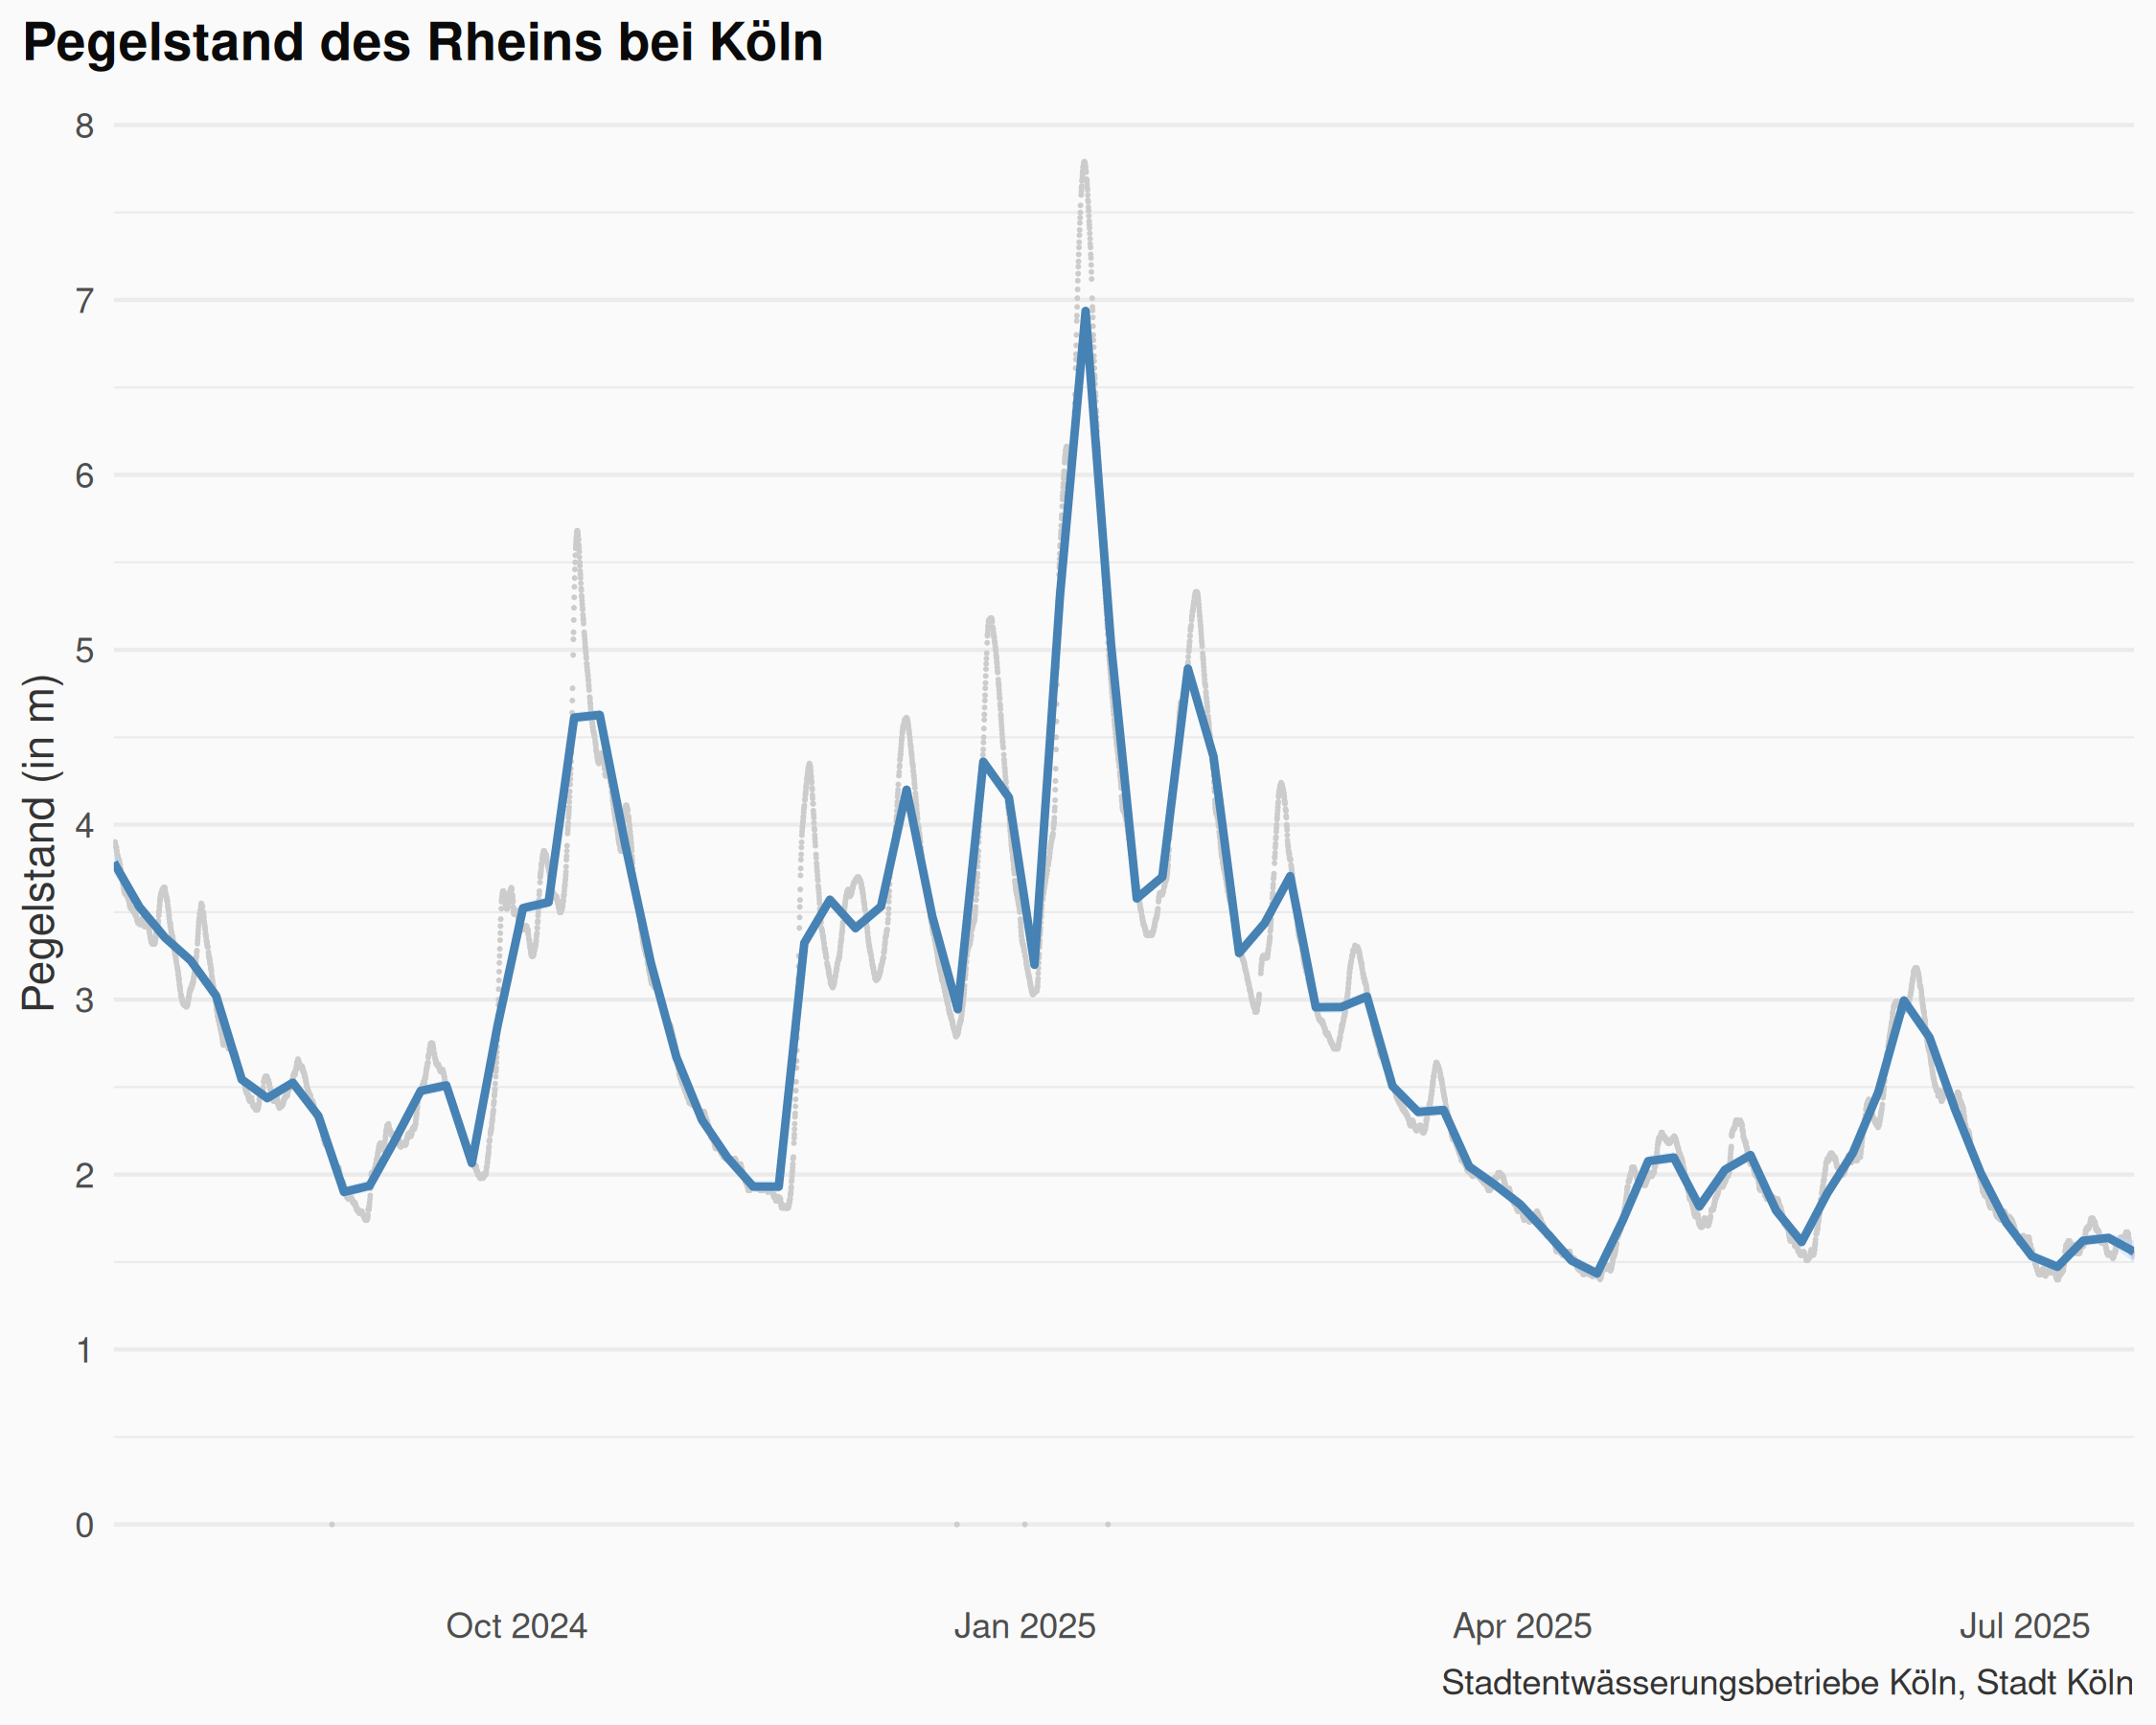 Pegelstand des Rheins bei Köln
Pegelstand (in m)
8
7
6
5
4
3
2
1
0
Oct 2024 Jan 2025 Apr 2025 Jul 2025
Stadtentwässerungsbetriebe Köln, Stadt Köln